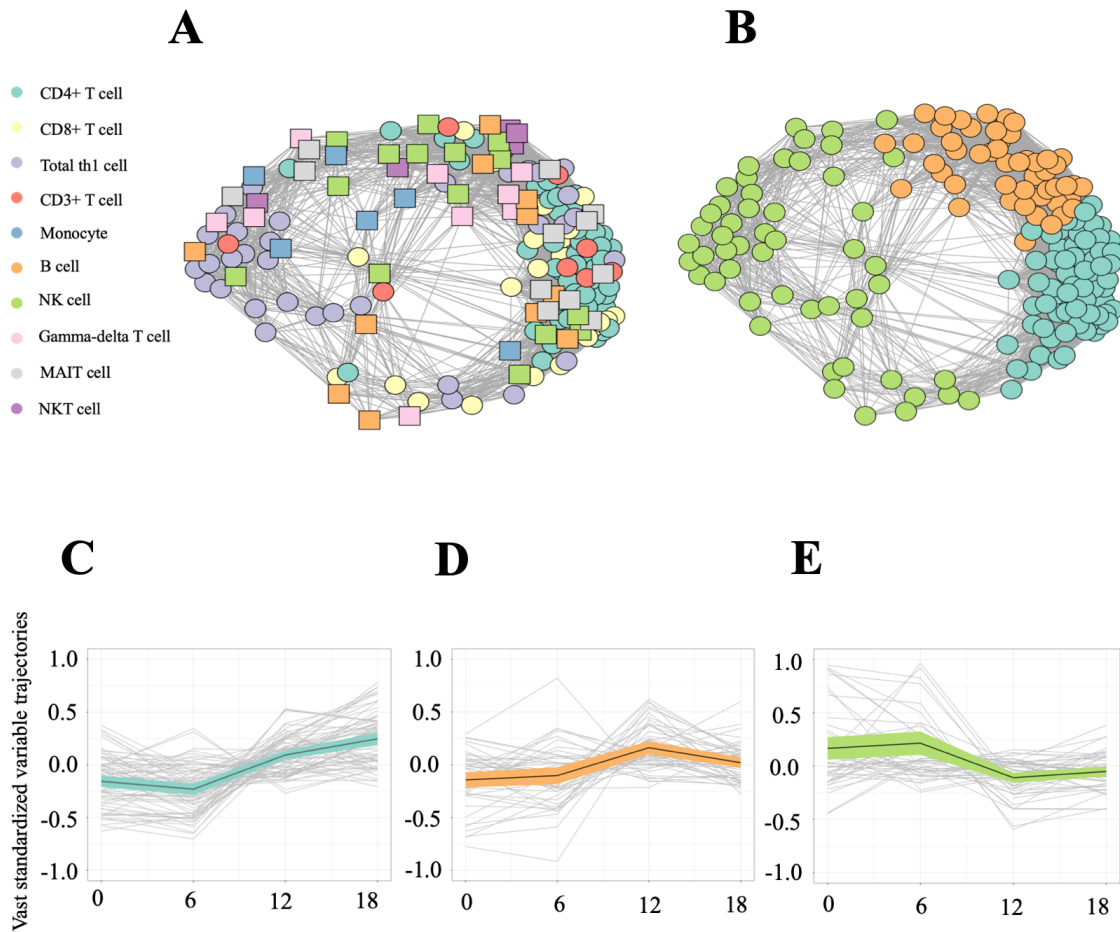 A
B
CD4+ T cell
CD8+ T cell
Total th1 cell
CD3+ T cell
Monocyte
B cell
NK cell
Gamma-delta T cell
MAIT cell
NKT cell
C
D
E
Vast standardized variable trajectories
1.0
0.5
0.0
-0.5
-1.0
0 6 12 18
1.0
0.5
0.0
-0.5
-1.0
0 6 12 18
1.0
0.5
0.0
-0.5
-1.0
0 6 12 18